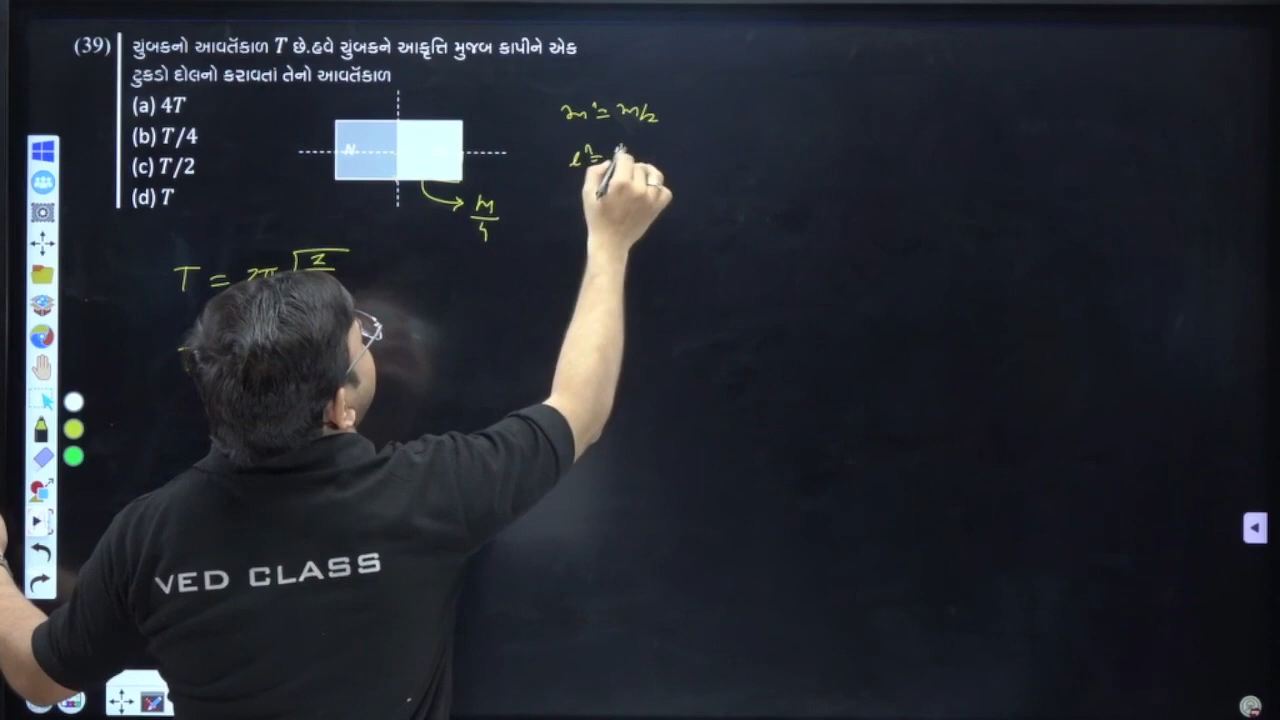 (39) ચુંબકનો આવર્તકાળ T છે.હવે ચુંબકને આકૃતિ મુજબ કાપીને એક
ટુકડો દોલનો કરાવતાં તેનો આવર્તકાળ
(a) 4T
(b) T/4
(c) T/2
(d) T
N
m' = m/2
T = 2π √
VED CLASS